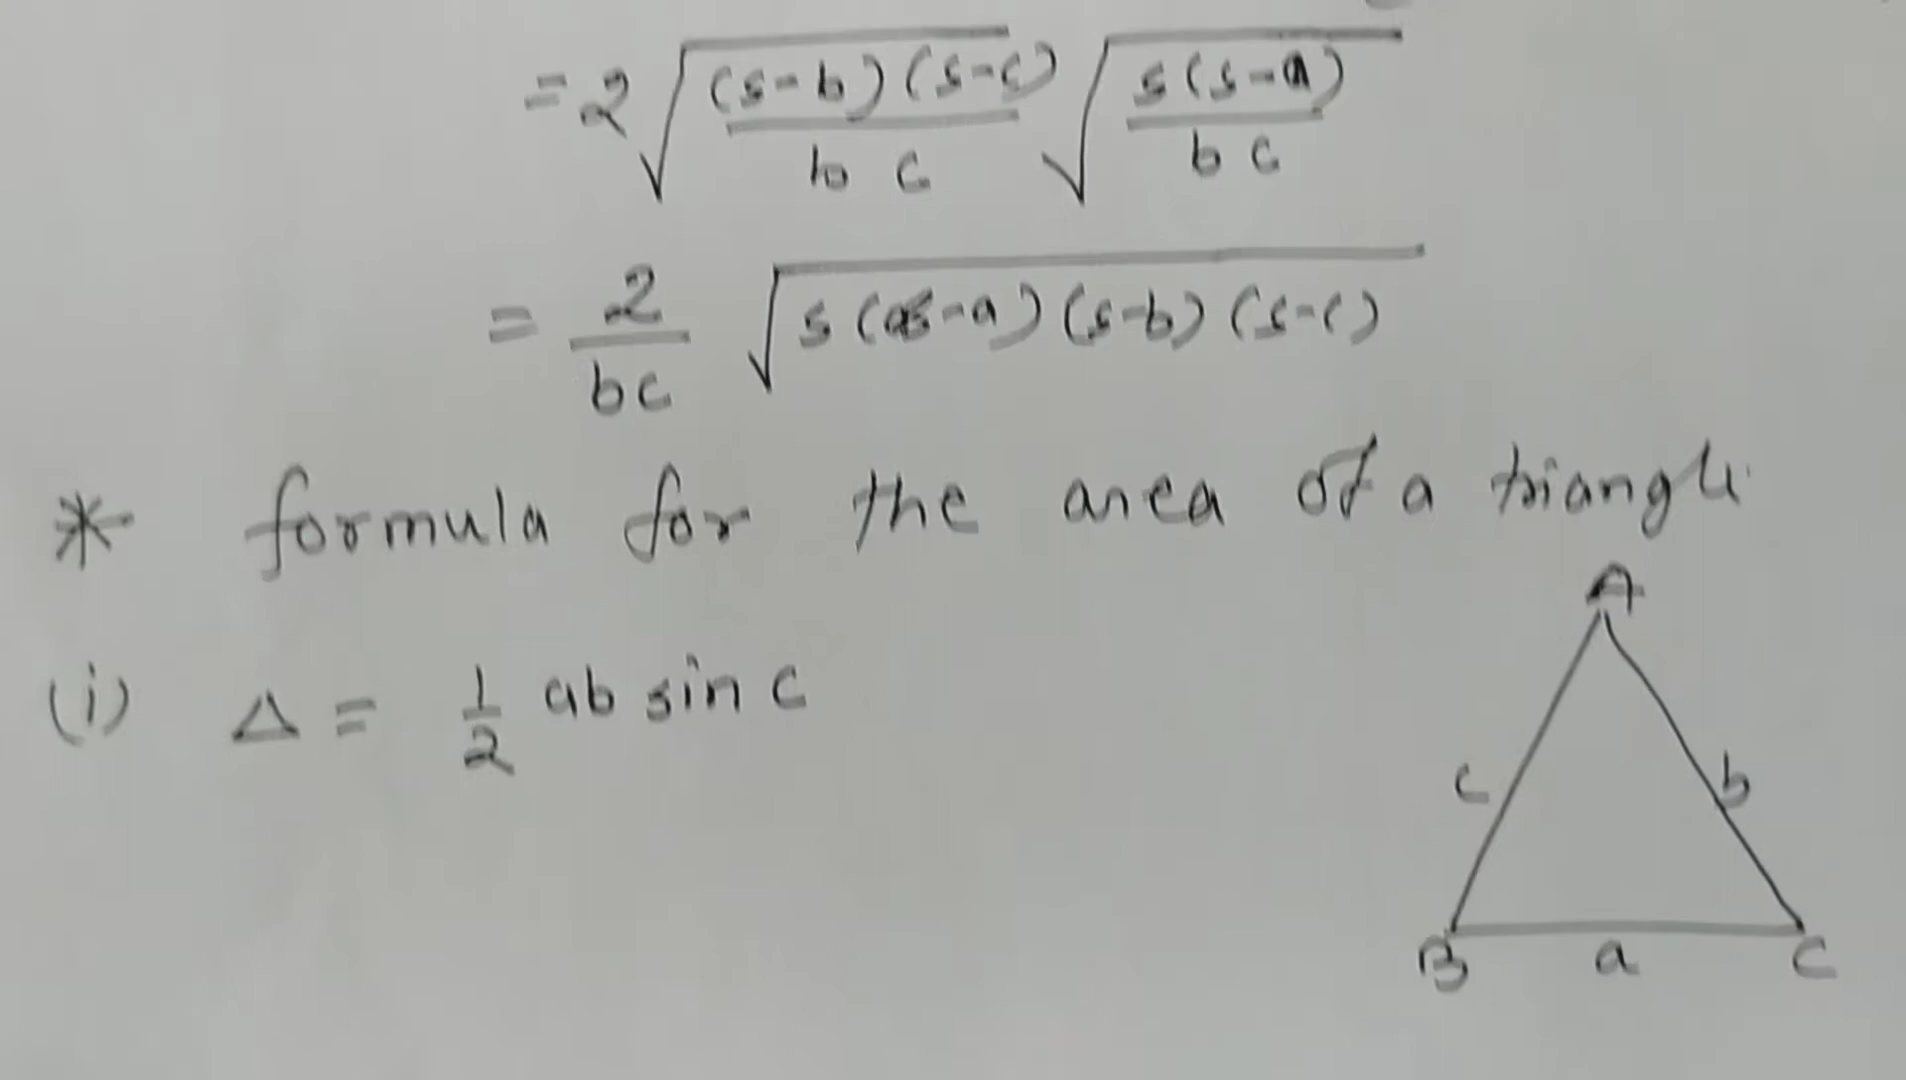 = 2 √((s-b)(s-c)/bc) √(s(s-a)/bc)
= 2/bc √(s(s-a)(s-b)(s-c))
* formula for the area of a triangle
(i) Δ = 1/2 ab sin c
A
c b
B a C